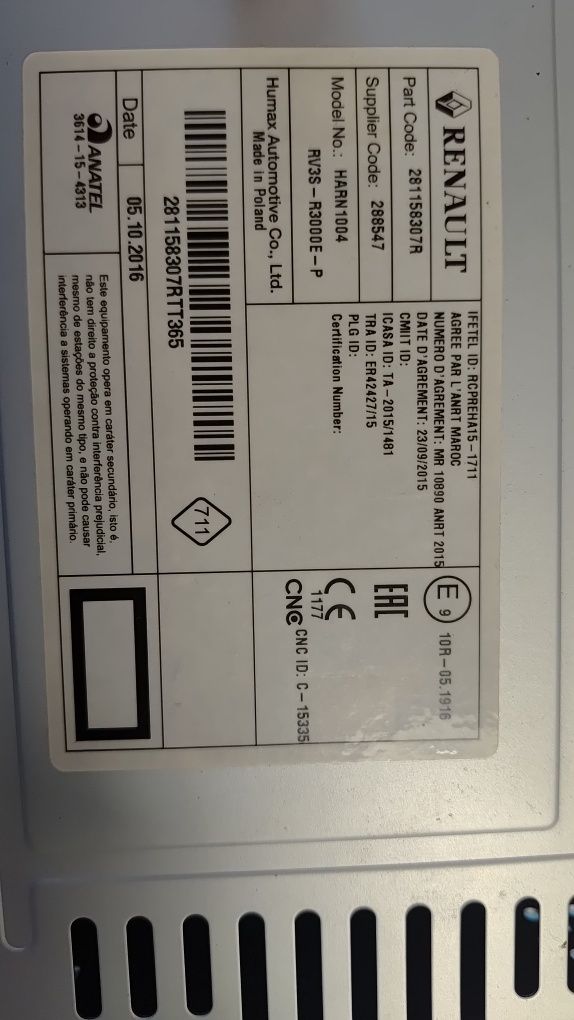 RENAULT
Part Code: 281158307R
Supplier Code: 288547
Model No.: HARN1004
RV3S-R3000E-P
Humax Automotive Co., Ltd.
Made in Poland
IFETEL ID: RCPREHA15-1711
AGREE PAR L'ANRT MAROC
NUMERO D'AGREMENT: MR 10890 ANRT 2015
DATE D'AGREMENT: 23/09/2015
CMIIT ID:
ICASA ID: TA-2015/1481
TRA ID: ER42427/15
PLG ID:
Certification Number:
E 9 10R-05.1916
EAC
CE
1177
CNC CNC ID: C-15335
281158307RTT365
711
Date 05.10.2016
ANATEL
3614-15-4313
Este equipamento opera em caráter secundário, isto é,
não tem direito a proteção contra interferência prejudicial,
mesmo de estações do mesmo tipo, e não pode causar
interferência a sistemas operando em caráter primário.